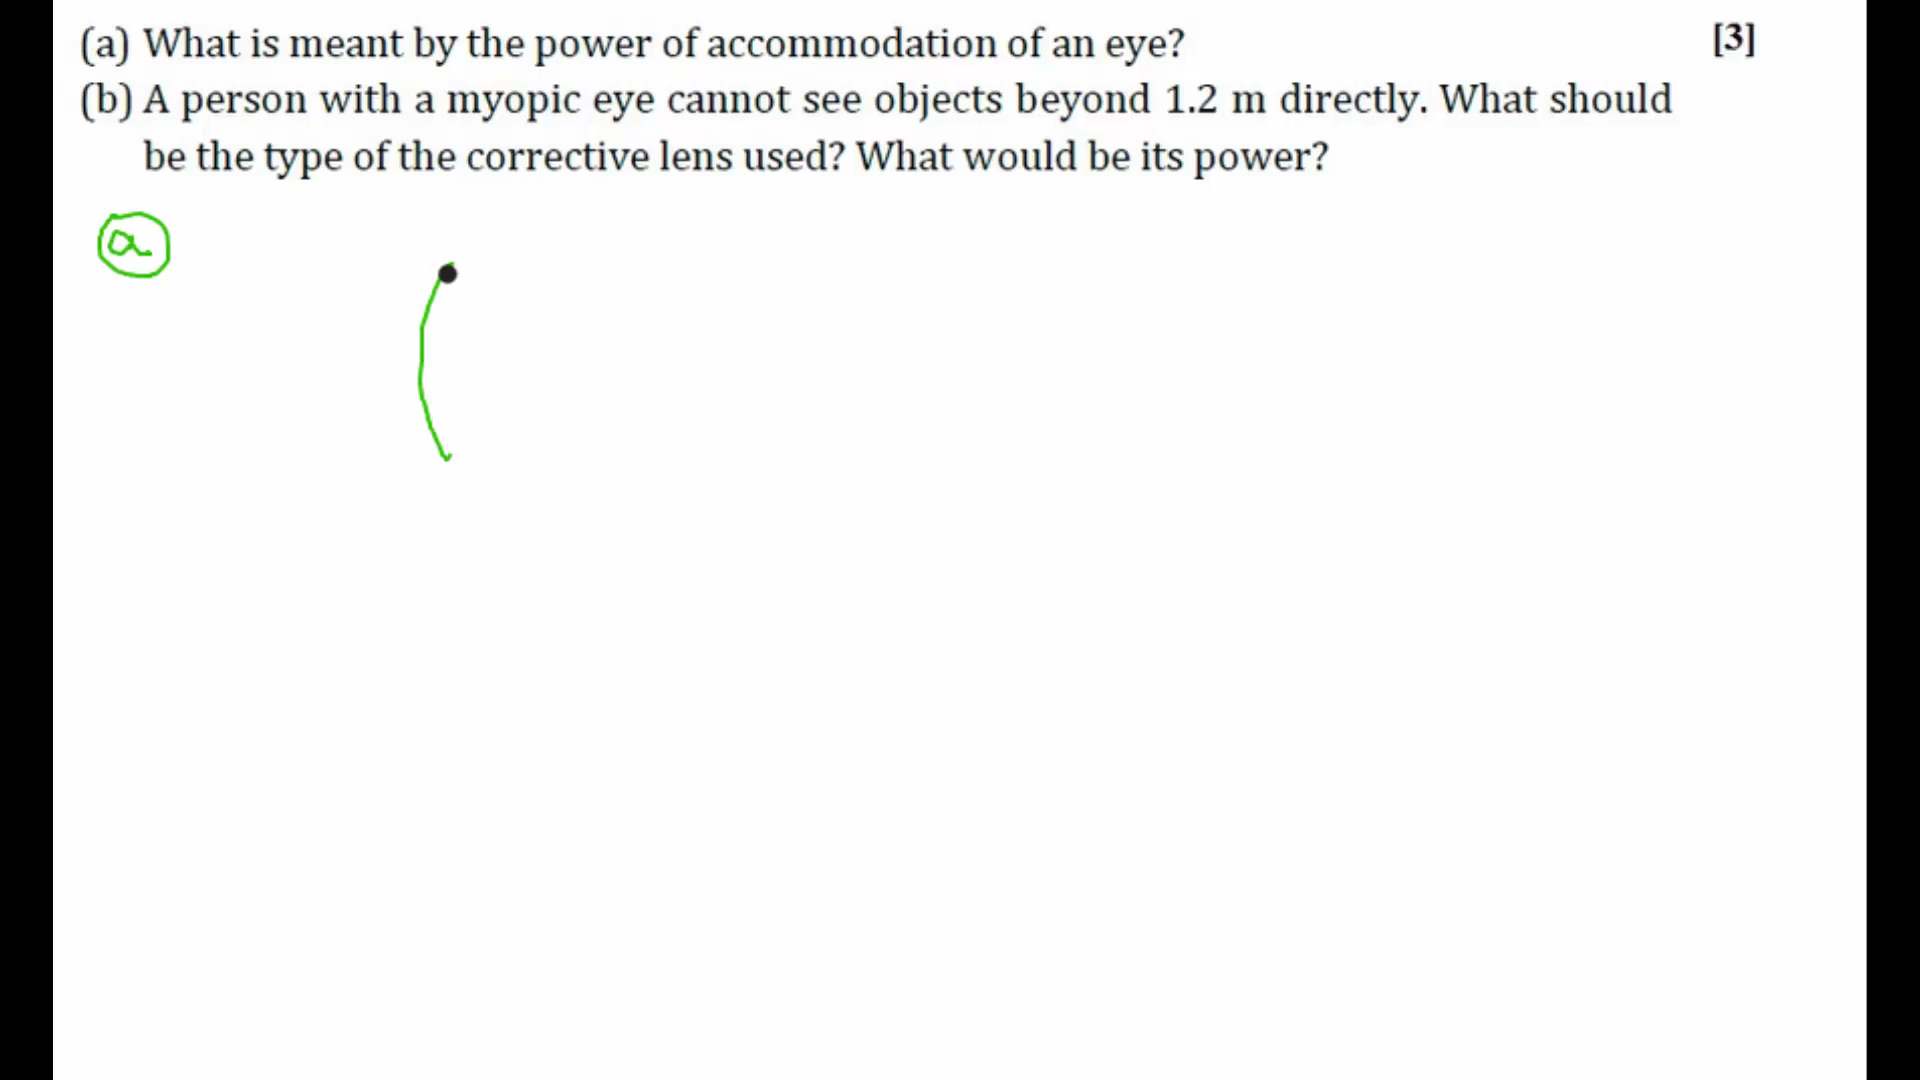 (a) What is meant by the power of accommodation of an eye? [3]
(b) A person with a myopic eye cannot see objects beyond 1.2 m directly. What should
be the type of the corrective lens used? What would be its power?
a